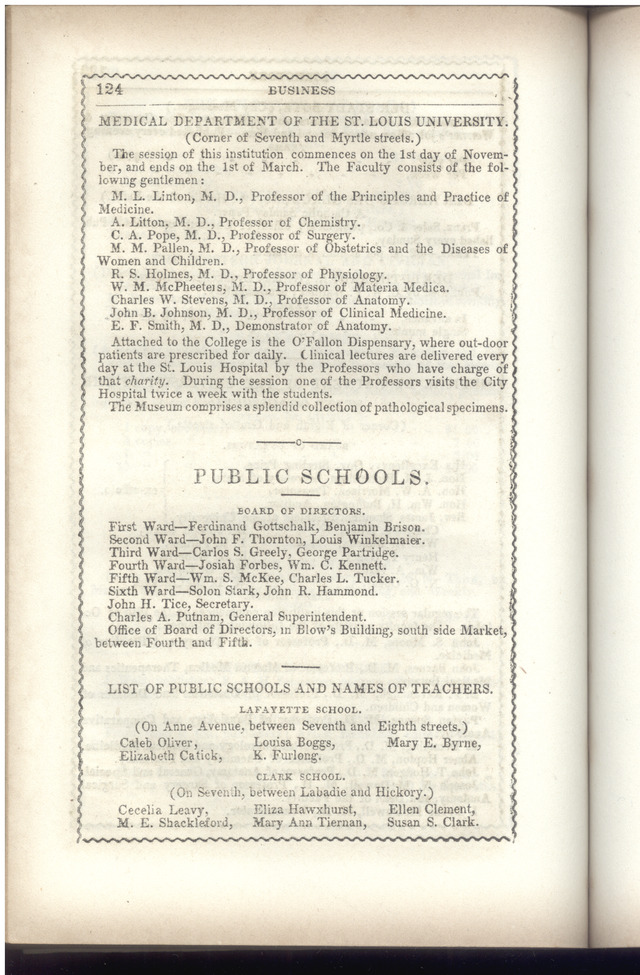 124 BUSINESS
MEDICAL DEPARTMENT OF THE ST. LOUIS UNIVERSITY.
(Corner of Seventh and Myrtle streets.)
The session of this institution commences on the 1st day of Novem-
ber, and ends on the 1st of March. The Faculty consists of the fol-
lowing gentlemen:
M. L. Linton, M. D., Professor of the Principles and Practice of
Medicine.
A. Litton, M. D., Professor of Chemistry.
C. A. Pope, M. D., Professor of Surgery.
M. M. Pallen, M. D., Professor of Obstetrics and the Diseases of
Women and Children.
R. S. Holmes, M. D., Professor of Physiology.
W. M. McPheeters, M. D., Professor of Materia Medica.
Charles W. Stevens, M. D., Professor of Anatomy.
John B. Johnson, M. D., Professor of Clinical Medicine.
E. F. Smith, M. D., Demonstrator of Anatomy.
Attached to the College is the O'Fallon Dispensary, where out-door
patients are prescribed for daily. Clinical lectures are delivered every
day at the St. Louis Hospital by the Professors who have charge of
that charity. During the session one of the Professors visits the City
Hospital twice a week with the students.
The Museum comprises a splendid collection of pathological specimens.
PUBLIC SCHOOLS.
BOARD OF DIRECTORS.
First Ward—Ferdinand Gottschalk, Benjamin Brison.
Second Ward—John F. Thornton, Louis Winkelmaier.
Third Ward—Carlos S. Greely, George Partridge.
Fourth Ward—Josiah Forbes, Wm. C. Kennett.
Fifth Ward—Wm. S. McKee, Charles L. Tucker.
Sixth Ward—Solon Stark, John R. Hammond.
John H. Tice, Secretary.
Charles A. Putnam, General Superintendent.
Office of Board of Directors, in Blow's Building, south side Market,
between Fourth and Fifth.
LIST OF PUBLIC SCHOOLS AND NAMES OF TEACHERS.
LAFAYETTE SCHOOL.
(On Anne Avenue, between Seventh and Eighth streets.)
Caleb Oliver, Louisa Boggs, Mary E. Byrne,
Elizabeth Catick, K. Furlong.
CLARK SCHOOL.
(On Seventh, between Labadie and Hickory.)
Cecelia Leavy, Eliza Hawxhurst, Ellen Clement,
M. E. Shackleford, Mary Ann Tiernan, Susan S. Clark.